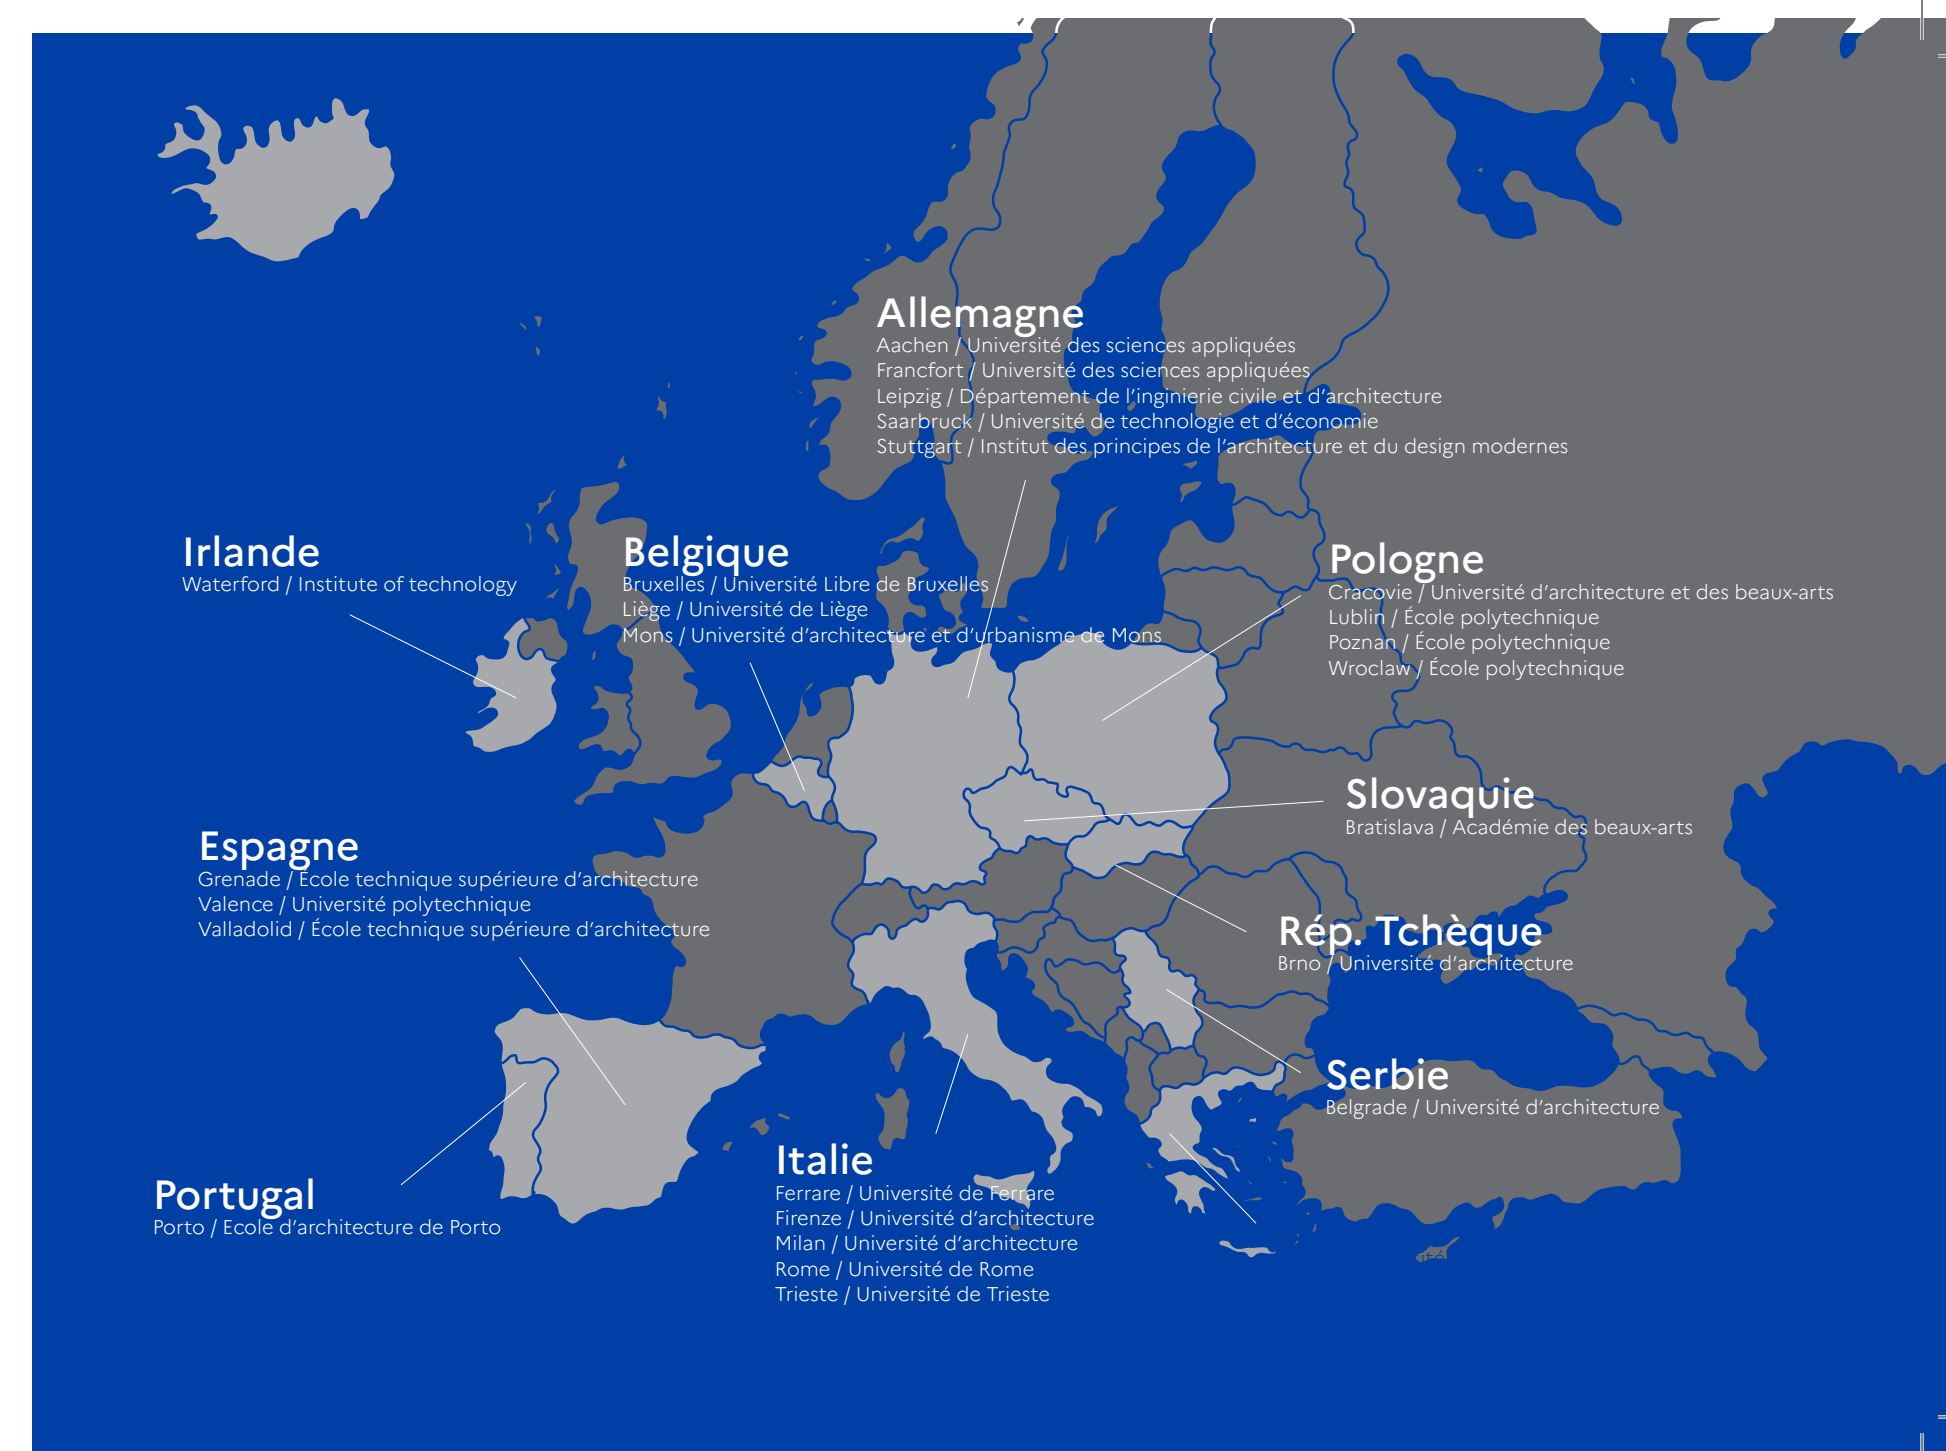 Allemagne
Aachen / Université des sciences appliquées
Francfort / Université des sciences appliquées
Leipzig / Département de l'inginierie civile et d'architecture
Saarbruck / Université de technologie et d'économie
Stuttgart / Institut des principes de l'architecture et du design modernes
Irlande
Waterford / Institute of technology
Belgique
Bruxelles / Université Libre de Bruxelles
Liège / Université de Liège
Mons / Université d'architecture et d'urbanisme de Mons
Pologne
Cracovie / Université d'architecture et des beaux-arts
Lublin / École polytechnique
Poznan / École polytechnique
Wroclaw / École polytechnique
Slovaquie
Bratislava / Académie des beaux-arts
Espagne
Grenade / École technique supérieure d'architecture
Valence / Université polytechnique
Valladolid / École technique supérieure d'architecture
Rép. Tchèque
Brno / Université d'architecture
Serbie
Belgrade / Université d'architecture
Italie
Ferrare / Université de Ferrare
Firenze / Université d'architecture
Milan / Université d'architecture
Rome / Université de Rome
Trieste / Université de Trieste
Portugal
Porto / Ecole d'architecture de Porto